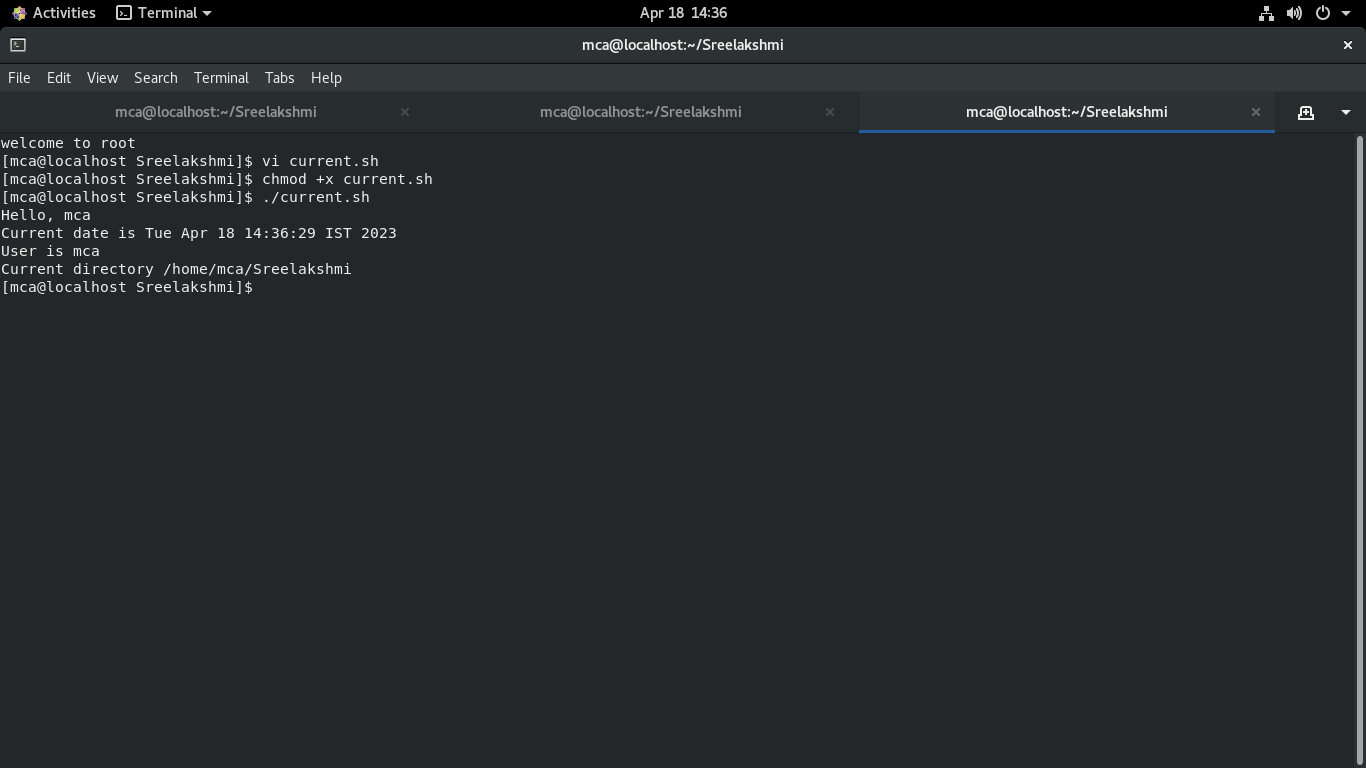 Activities Terminal Apr 18 14:36
mca@localhost:~/Sreelakshmi
File Edit View Search Terminal Tabs Help
mca@localhost:~/Sreelakshmi mca@localhost:~/Sreelakshmi mca@localhost:~/Sreelakshmi
welcome to root
[mca@localhost Sreelakshmi]$ vi current.sh
[mca@localhost Sreelakshmi]$ chmod +x current.sh
[mca@localhost Sreelakshmi]$ ./current.sh
Hello, mca
Current date is Tue Apr 18 14:36:29 IST 2023
User is mca
Current directory /home/mca/Sreelakshmi
[mca@localhost Sreelakshmi]$